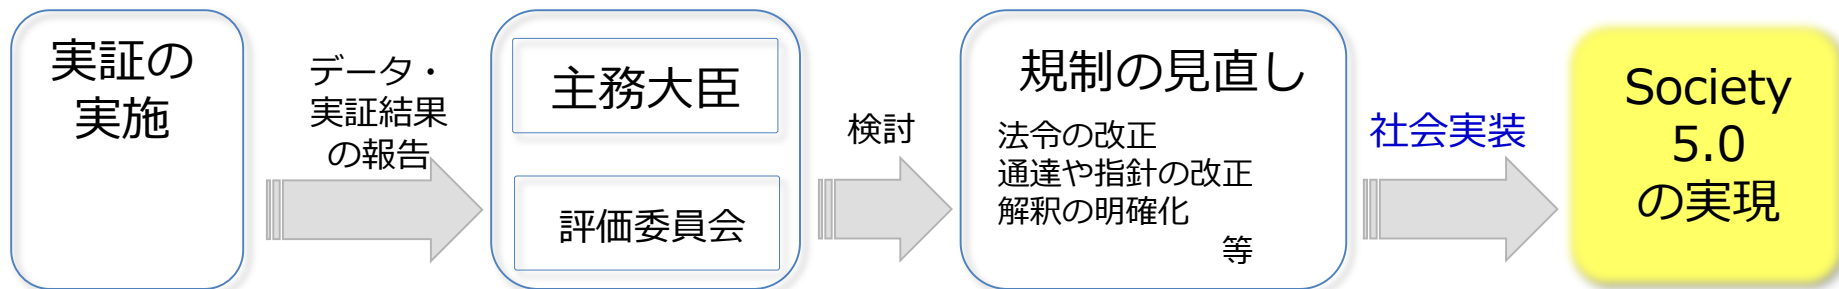 実証の
実施
データ・
実証結果
の報告
主務大臣
評価委員会
検討
規制の見直し
法令の改正
通達や指針の改正
解釈の明確化
等
社会実装
Society
5.0
の実現